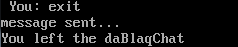 You: exit
message sent...
You left the daBlaqChat